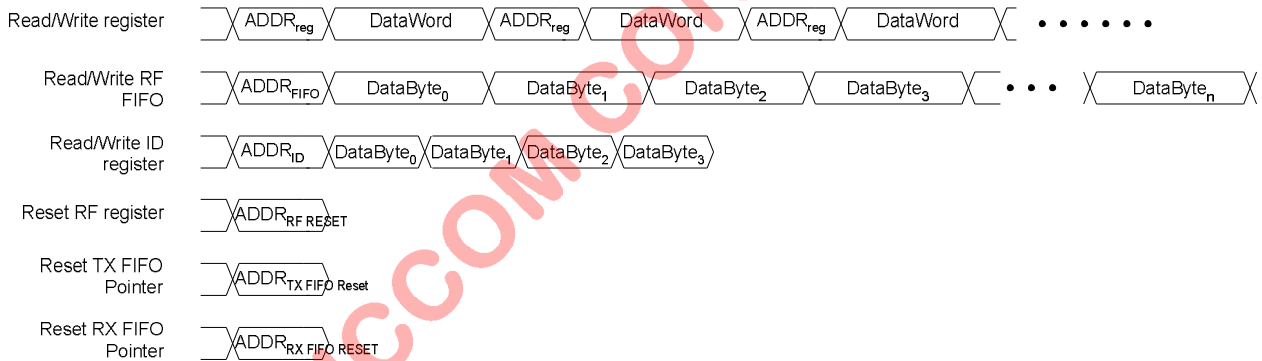 Read/Write register ADDRreg DataWord ADDRreg DataWord ADDRreg DataWord
Read/Write RF
FIFO ADDRFIFO DataByte0 DataByte1 DataByte2 DataByte3 DataByten
Read/Write ID
register ADDRID DataByte0 DataByte1 DataByte2 DataByte3
Reset RF register ADDRRF RESET
Reset TX FIFO
Pointer ADDRTX FIFO Reset
Reset RX FIFO
Pointer ADDRRX FIFO RESET